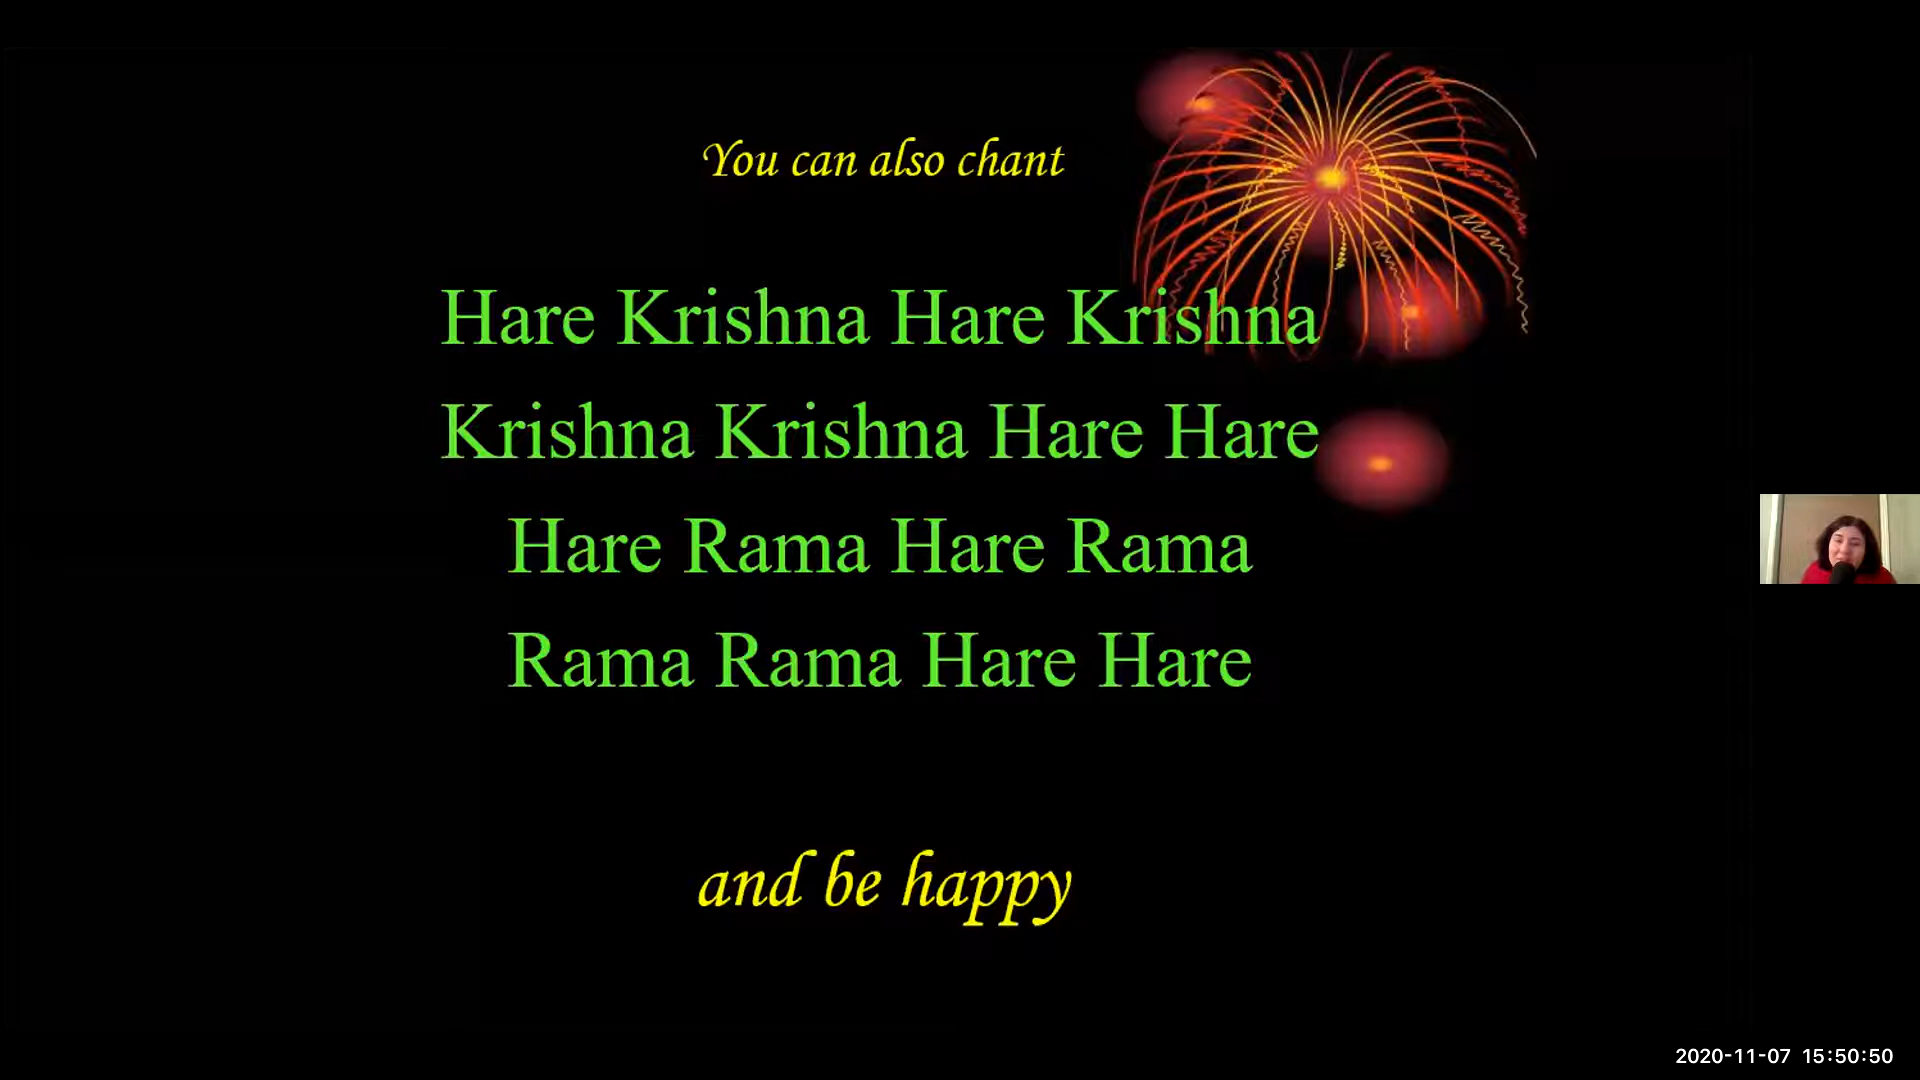 You can also chant
Hare Krishna Hare Krishna
Krishna Krishna Hare Hare
Hare Rama Hare Rama
Rama Rama Hare Hare
and be happy
2020-11-07 15:50:50